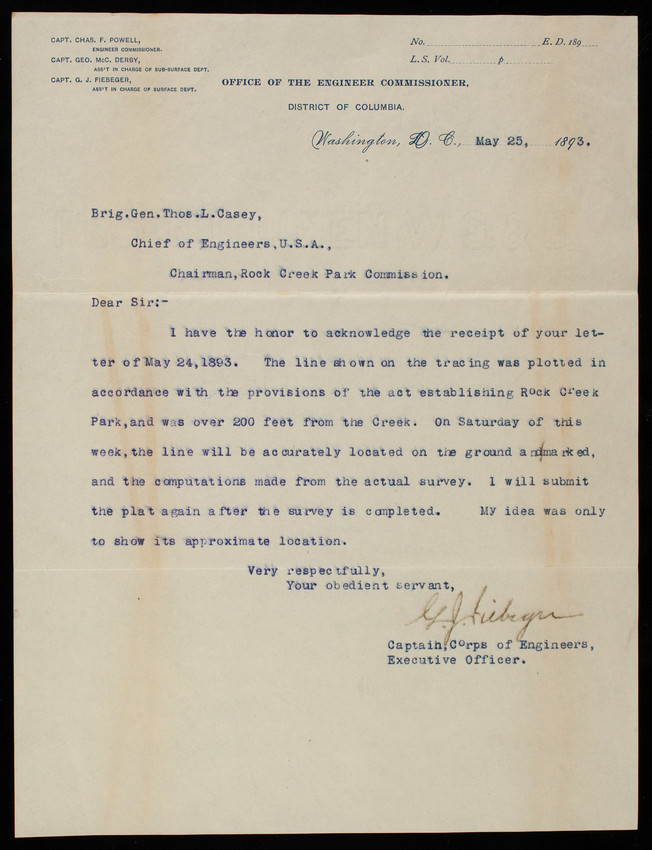 CAPT. CHAS. F. POWELL,
ENGINEER COMMISSIONER.
CAPT. GEO. McC. DERBY,
ASS'T IN CHARGE OF SUB-SURFACE DEPT.
CAPT. G. J. FIEBEGER,
ASS'T IN CHARGE OF SURFACE DEPT.
No. E. D. 189
L. S. Vol. p
OFFICE OF THE ENGINEER COMMISSIONER,
DISTRICT OF COLUMBIA.
Washington, D. C., May 25, 1893.
Brig.Gen.Thos.L.Casey,
Chief of Engineers,U.S.A.,
Chairman,Rock Creek Park Commission.
Dear Sir:-
I have the honor to acknowledge the receipt of your let-
ter of May 24,1893. The line shown on the tracing was plotted in
accordance with the provisions of the act establishing Rock Creek
Park,and was over 200 feet from the Creek. On Saturday of this
week,the line will be accurately located on the ground and marked,
and the computations made from the actual survey. I will submit
the plat again after the survey is completed. My idea was only
to show its approximate location.
Very respectfully,
Your obedient servant,
G. J. Fiebeger
Captain,Corps of Engineers,
Executive Officer.